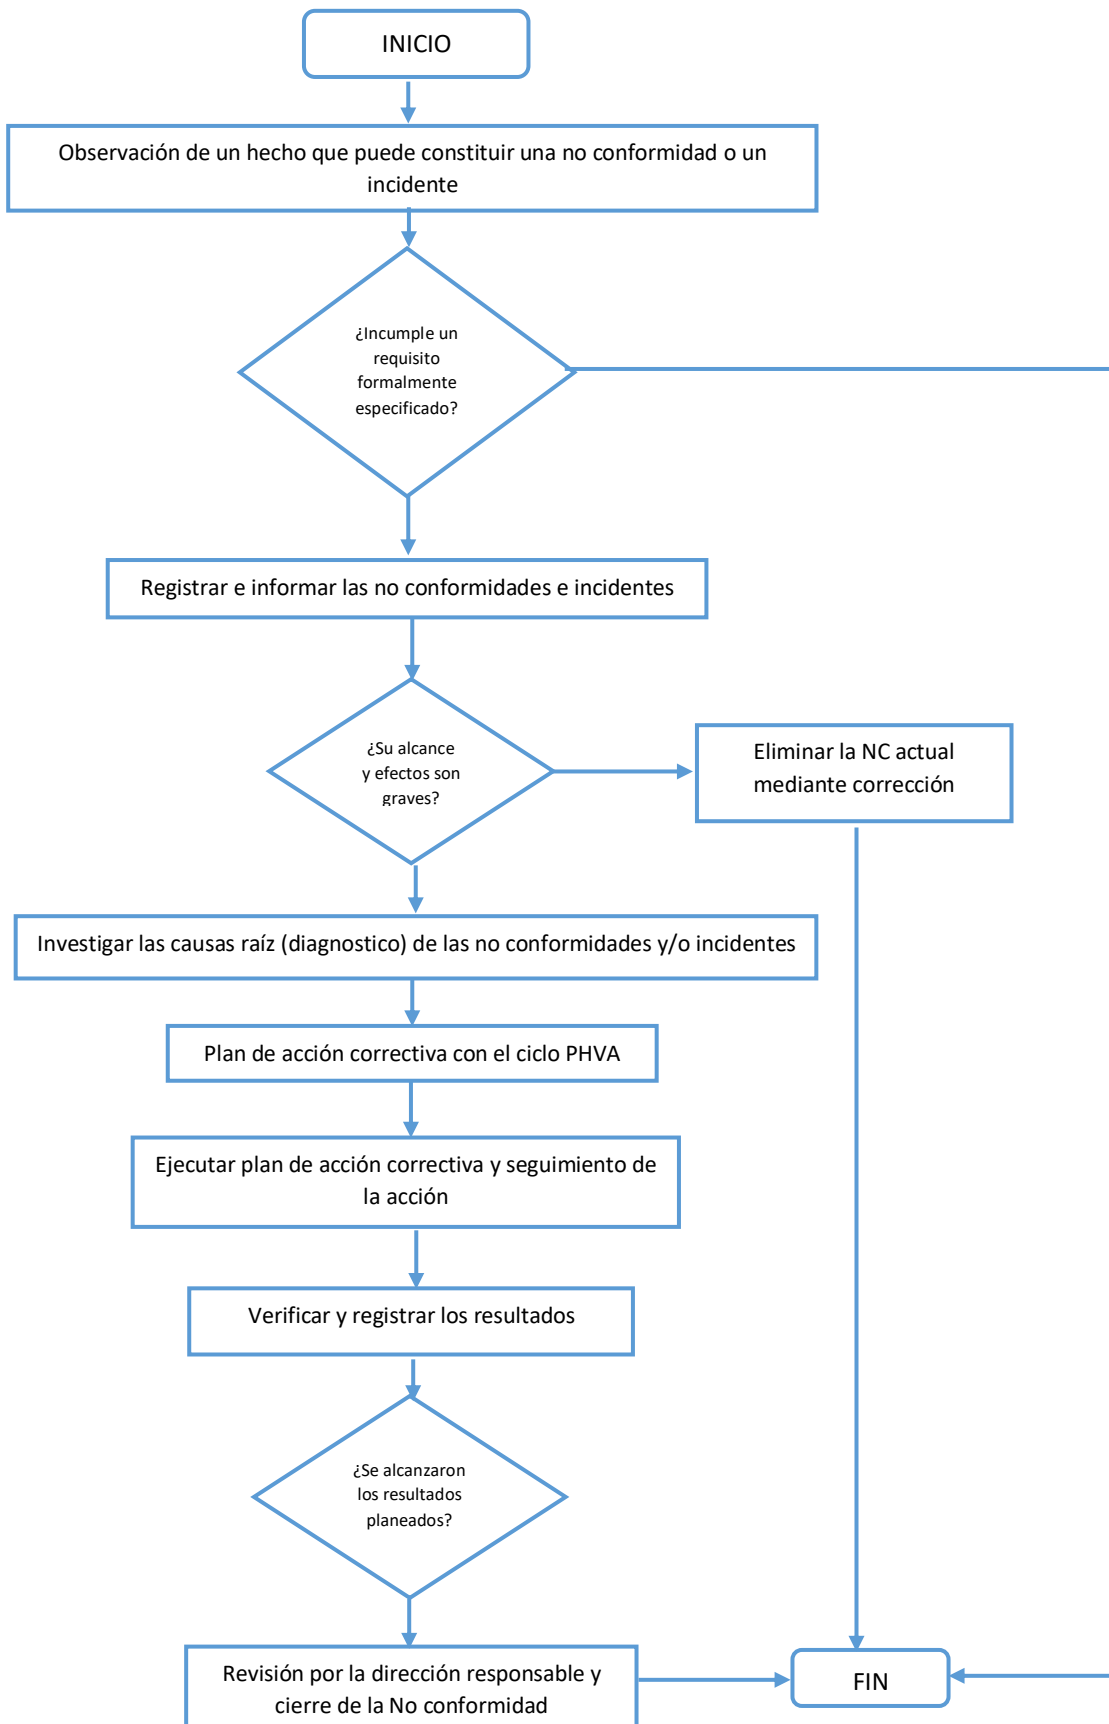 INICIO
Observación de un hecho que puede constituir una no conformidad o un
incidente
¿Incumple un
requisito
formalmente
especificado?
Registrar e informar las no conformidades e incidentes
¿Su alcance
y efectos son
graves?
Eliminar la NC actual
mediante corrección
Investigar las causas raíz (diagnostico) de las no conformidades y/o incidentes
Plan de acción correctiva con el ciclo PHVA
Ejecutar plan de acción correctiva y seguimiento de
la acción
Verificar y registrar los resultados
¿Se alcanzaron
los resultados
planeados?
Revisión por la dirección responsable y
cierre de la No conformidad
FIN